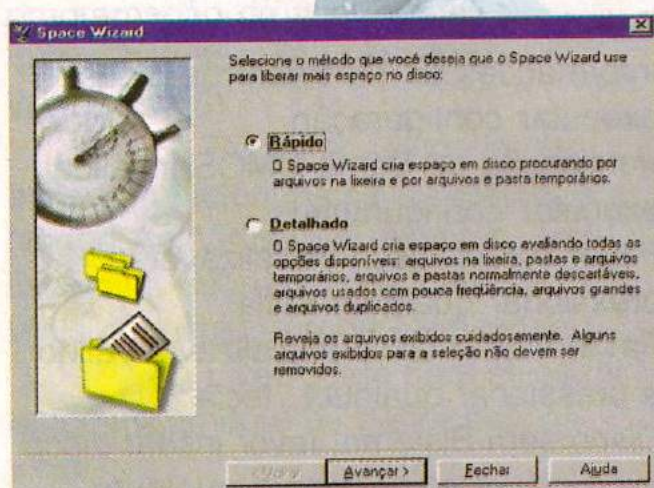 Space Wizard
Selecione o método que você deseja que o Space Wizard use
para liberar mais espaço no disco:
Rápido
O Space Wizard cria espaço em disco procurando por
arquivos na lixeira e por arquivos e pasta temporários.
Detalhado
O Space Wizard cria espaço em disco avaliando todas as
opções disponíveis: arquivos na lixeira, pastas e arquivos
temporários, arquivos e pastas normalmente descartáveis,
arquivos usados com pouca freqüência, arquivos grandes
e arquivos duplicados.
Reveja os arquivos exibidos cuidadosamente. Alguns
arquivos exibidos para a seleção não devem ser
removidos.
< Voltar
Avançar >
Fechar
Ajuda